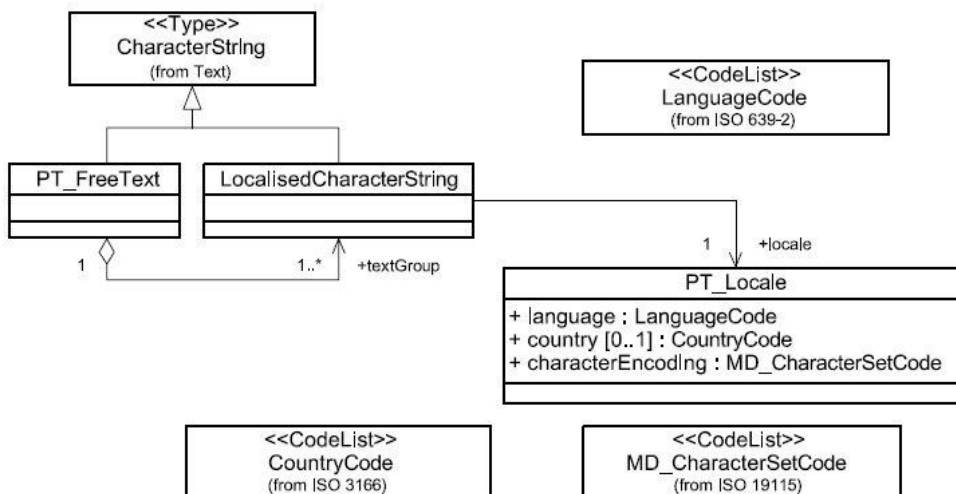 <<Type>>
CharacterString
(from Text)
<<CodeList>>
LanguageCode
(from ISO 639-2)
PT_FreeText
LocalisedCharacterString
1
1..*
+textGroup
1
+locale
PT_Locale
+ language : LanguageCode
+ country [0..1] : CountryCode
+ characterEncoding : MD_CharacterSetCode
<<CodeList>>
CountryCode
(from ISO 3166)
<<CodeList>>
MD_CharacterSetCode
(from ISO 19115)